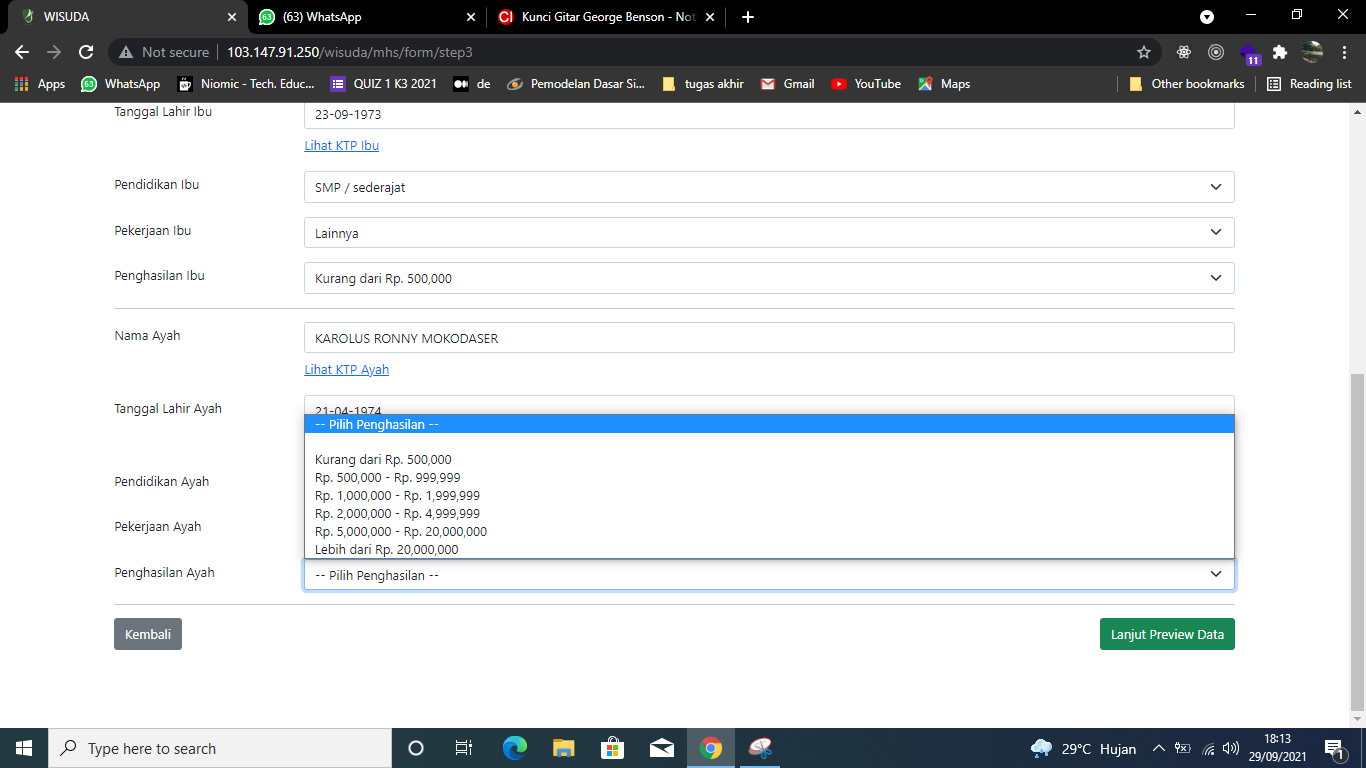 WISUDA
(63) WhatsApp
Kunci Gitar George Benson - Not
Not secure
103.147.91.250/wisuda/mhs/form/step3
11
Apps
63 WhatsApp
Niomic - Tech. Educ...
QUIZ 1 K3 2021
de
Pemodelan Dasar Si...
tugas akhir
Gmail
YouTube
Maps
Other bookmarks
Reading list
Tanggal Lahir Ibu
23-09-1973
Lihat KTP Ibu
Pendidikan Ibu
SMP / sederajat
Pekerjaan Ibu
Lainnya
Penghasilan Ibu
Kurang dari Rp. 500,000
Nama Ayah
KAROLUS RONNY MOKODASER
Lihat KTP Ayah
Tanggal Lahir Ayah
21-04-1974
-- Pilih Penghasilan --
Kurang dari Rp. 500,000
Rp. 500,000 - Rp. 999,999
Rp. 1,000,000 - Rp. 1,999,999
Rp. 2,000,000 - Rp. 4,999,999
Rp. 5,000,000 - Rp. 20,000,000
Lebih dari Rp. 20,000,000
Pendidikan Ayah
Pekerjaan Ayah
Penghasilan Ayah
-- Pilih Penghasilan --
Kembali
Lanjut Preview Data
Type here to search
29°C Hujan
18:13
29/09/2021
1